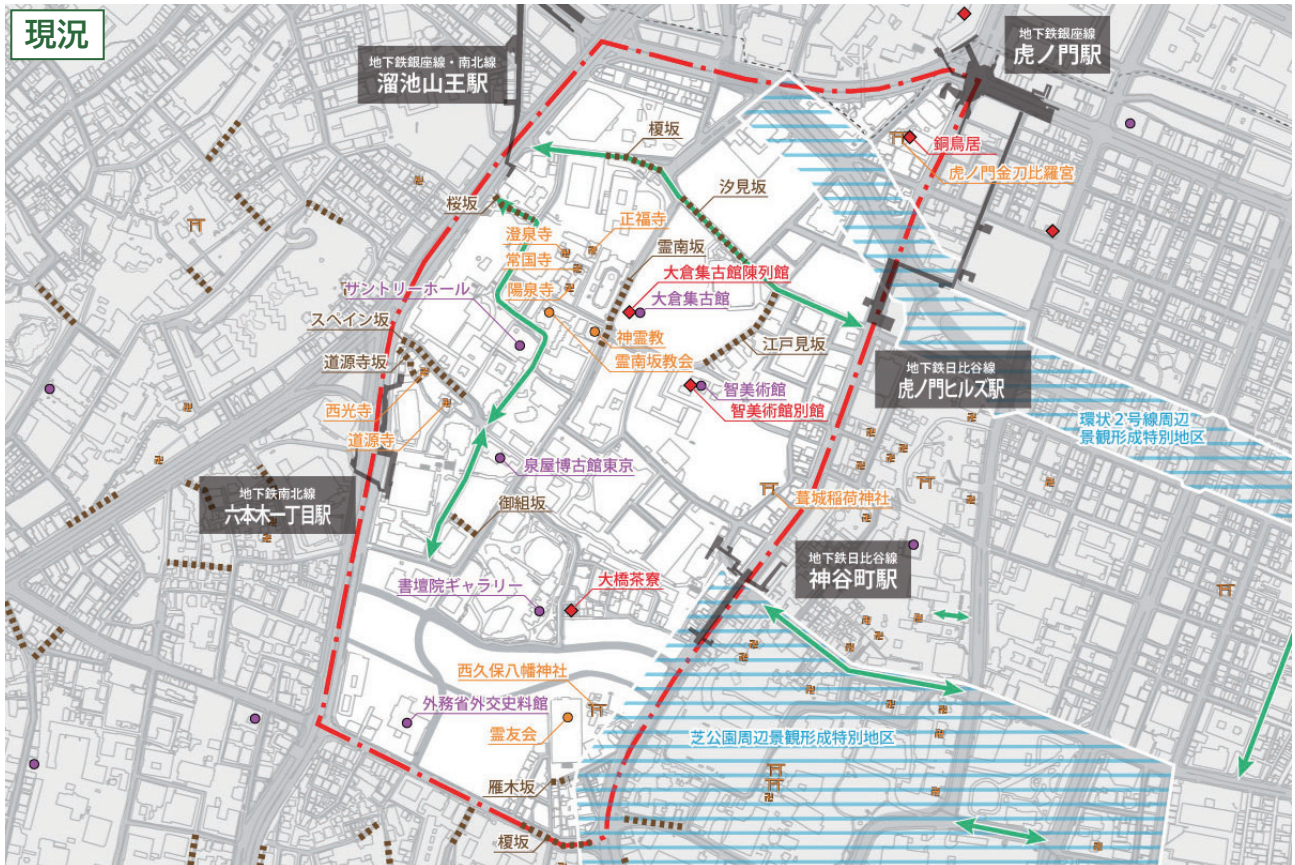 現況
地下鉄銀座線・南北線
溜池山王駅
地下鉄銀座線
虎ノ門駅
榎坂
銅鳥居
虎ノ門金刀比羅宮
汐見坂
桜坂
正福寺
澄泉寺
霊南坂
常国寺
大倉集古館陳列館
陽泉寺
サントリーホール
大倉集古館
スペイン坂
神霊教
江戸見坂
霊南坂教会
道源寺坂
地下鉄日比谷線
虎ノ門ヒルズ駅
智美術館
西光寺
智美術館別館
環状2号線周辺
景観形成特別地区
道源寺
泉屋博古館東京
地下鉄南北線
六本木一丁目駅
葺城稲荷神社
御組坂
地下鉄日比谷線
神谷町駅
書壇院ギャラリー
大橋茶寮
西久保八幡神社
外務省外交史料館
霊友会
芝公園周辺景観形成特別地区
雁木坂
榎坂